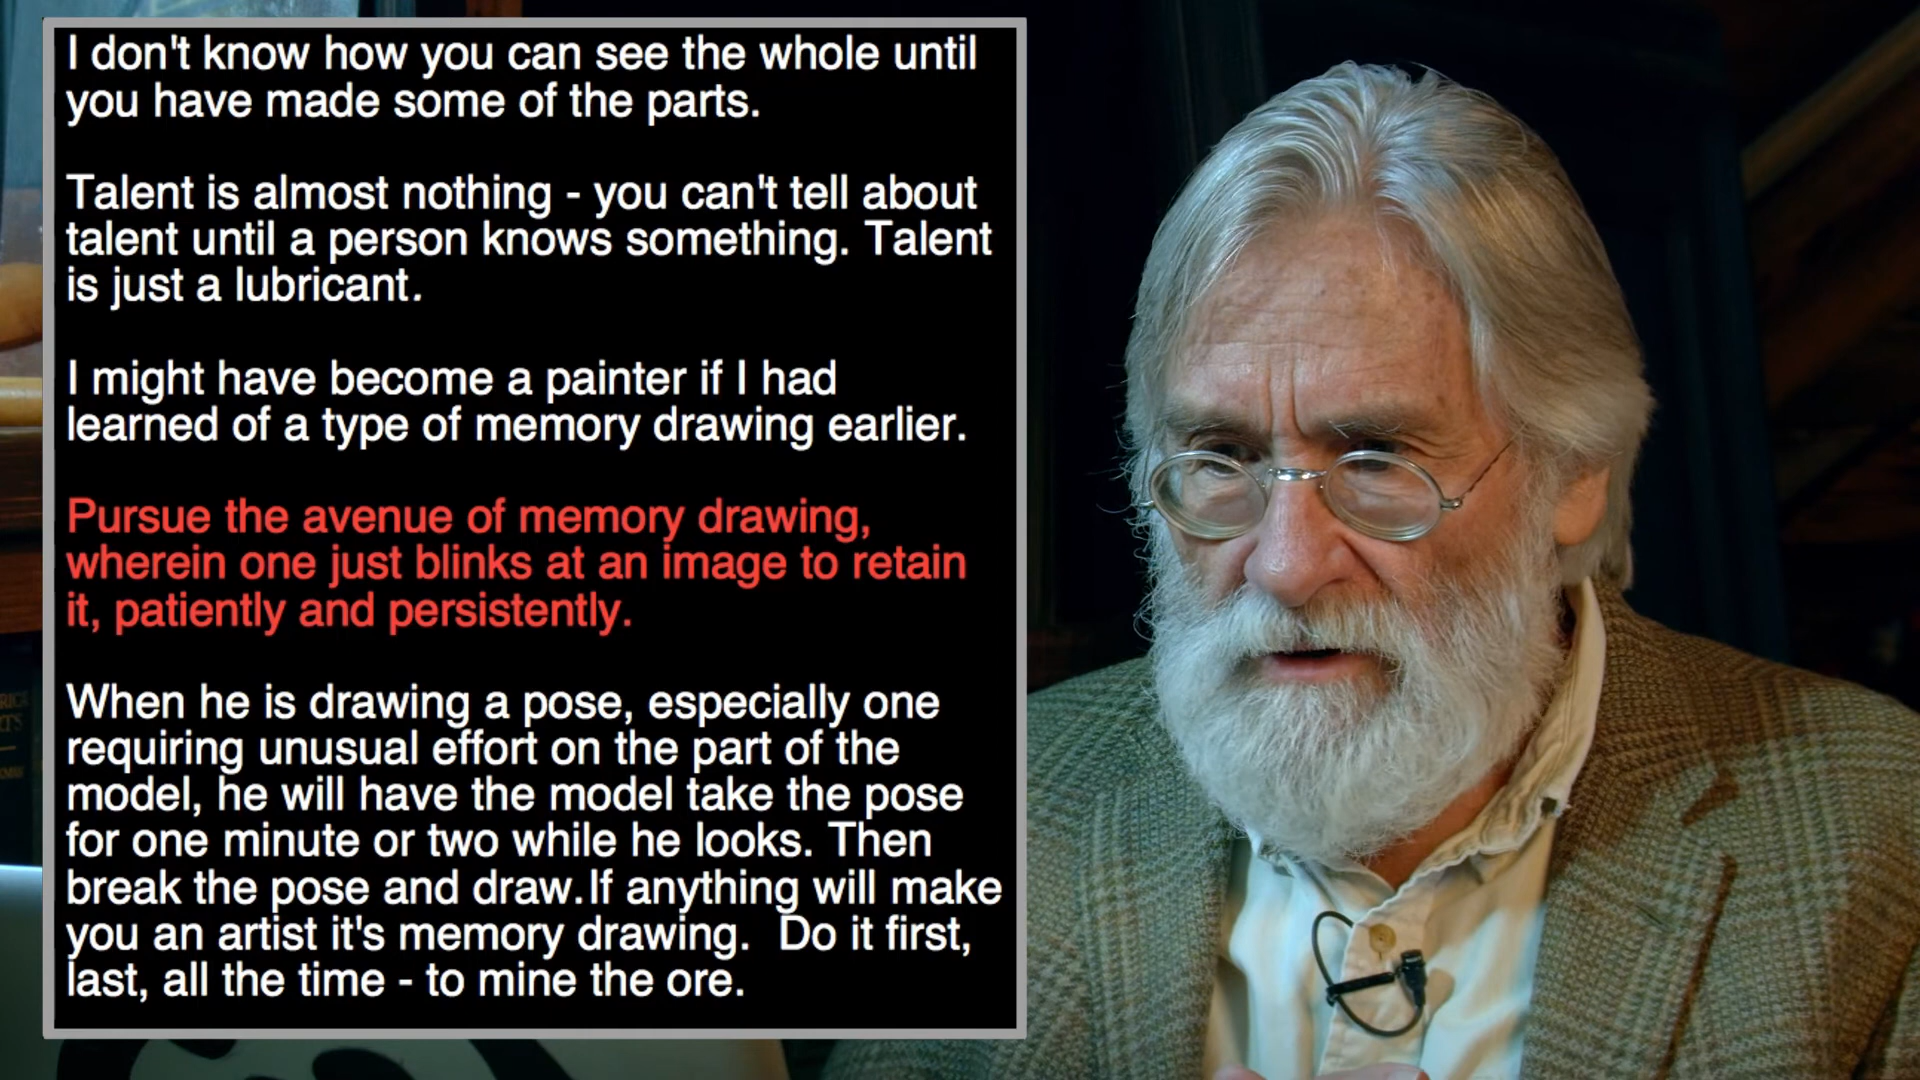 I don't know how you can see the whole until
you have made some of the parts.
Talent is almost nothing - you can't tell about
talent until a person knows something. Talent
is just a lubricant.
I might have become a painter if I had
learned of a type of memory drawing earlier.
Pursue the avenue of memory drawing,
wherein one just blinks at an image to retain
it, patiently and persistently.
When he is drawing a pose, especially one
requiring unusual effort on the part of the
model, he will have the model take the pose
for one minute or two while he looks. Then
break the pose and draw.If anything will make
you an artist it's memory drawing.  Do it first,
last, all the time - to mine the ore.